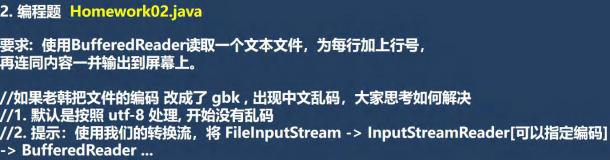 2. 编程题 Homework02.java
要求: 使用BufferedReader读取一个文本文件，为每行加上行号，
再连同内容一并输出到屏幕上。
//如果老韩把文件的编码 改成了 gbk , 出现中文乱码，大家思考如何解决
//1. 默认是按照 utf-8 处理, 开始没有乱码
//2. 提示：使用我们的转换流，将 FileInputStream -> InputStreamReader[可以指定编码]
-> BufferedReader ...